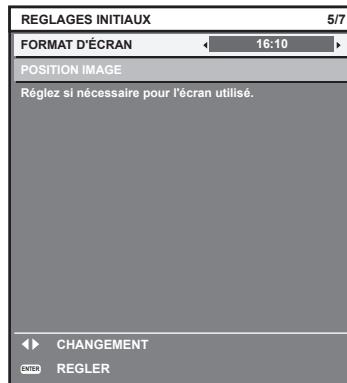 REGLAGES INITIAUX 5/7
FORMAT D'ÉCRAN 16:10
POSITION IMAGE
Réglez si nécessaire pour l'écran utilisé.
CHANGEMENT
ENTER REGLER